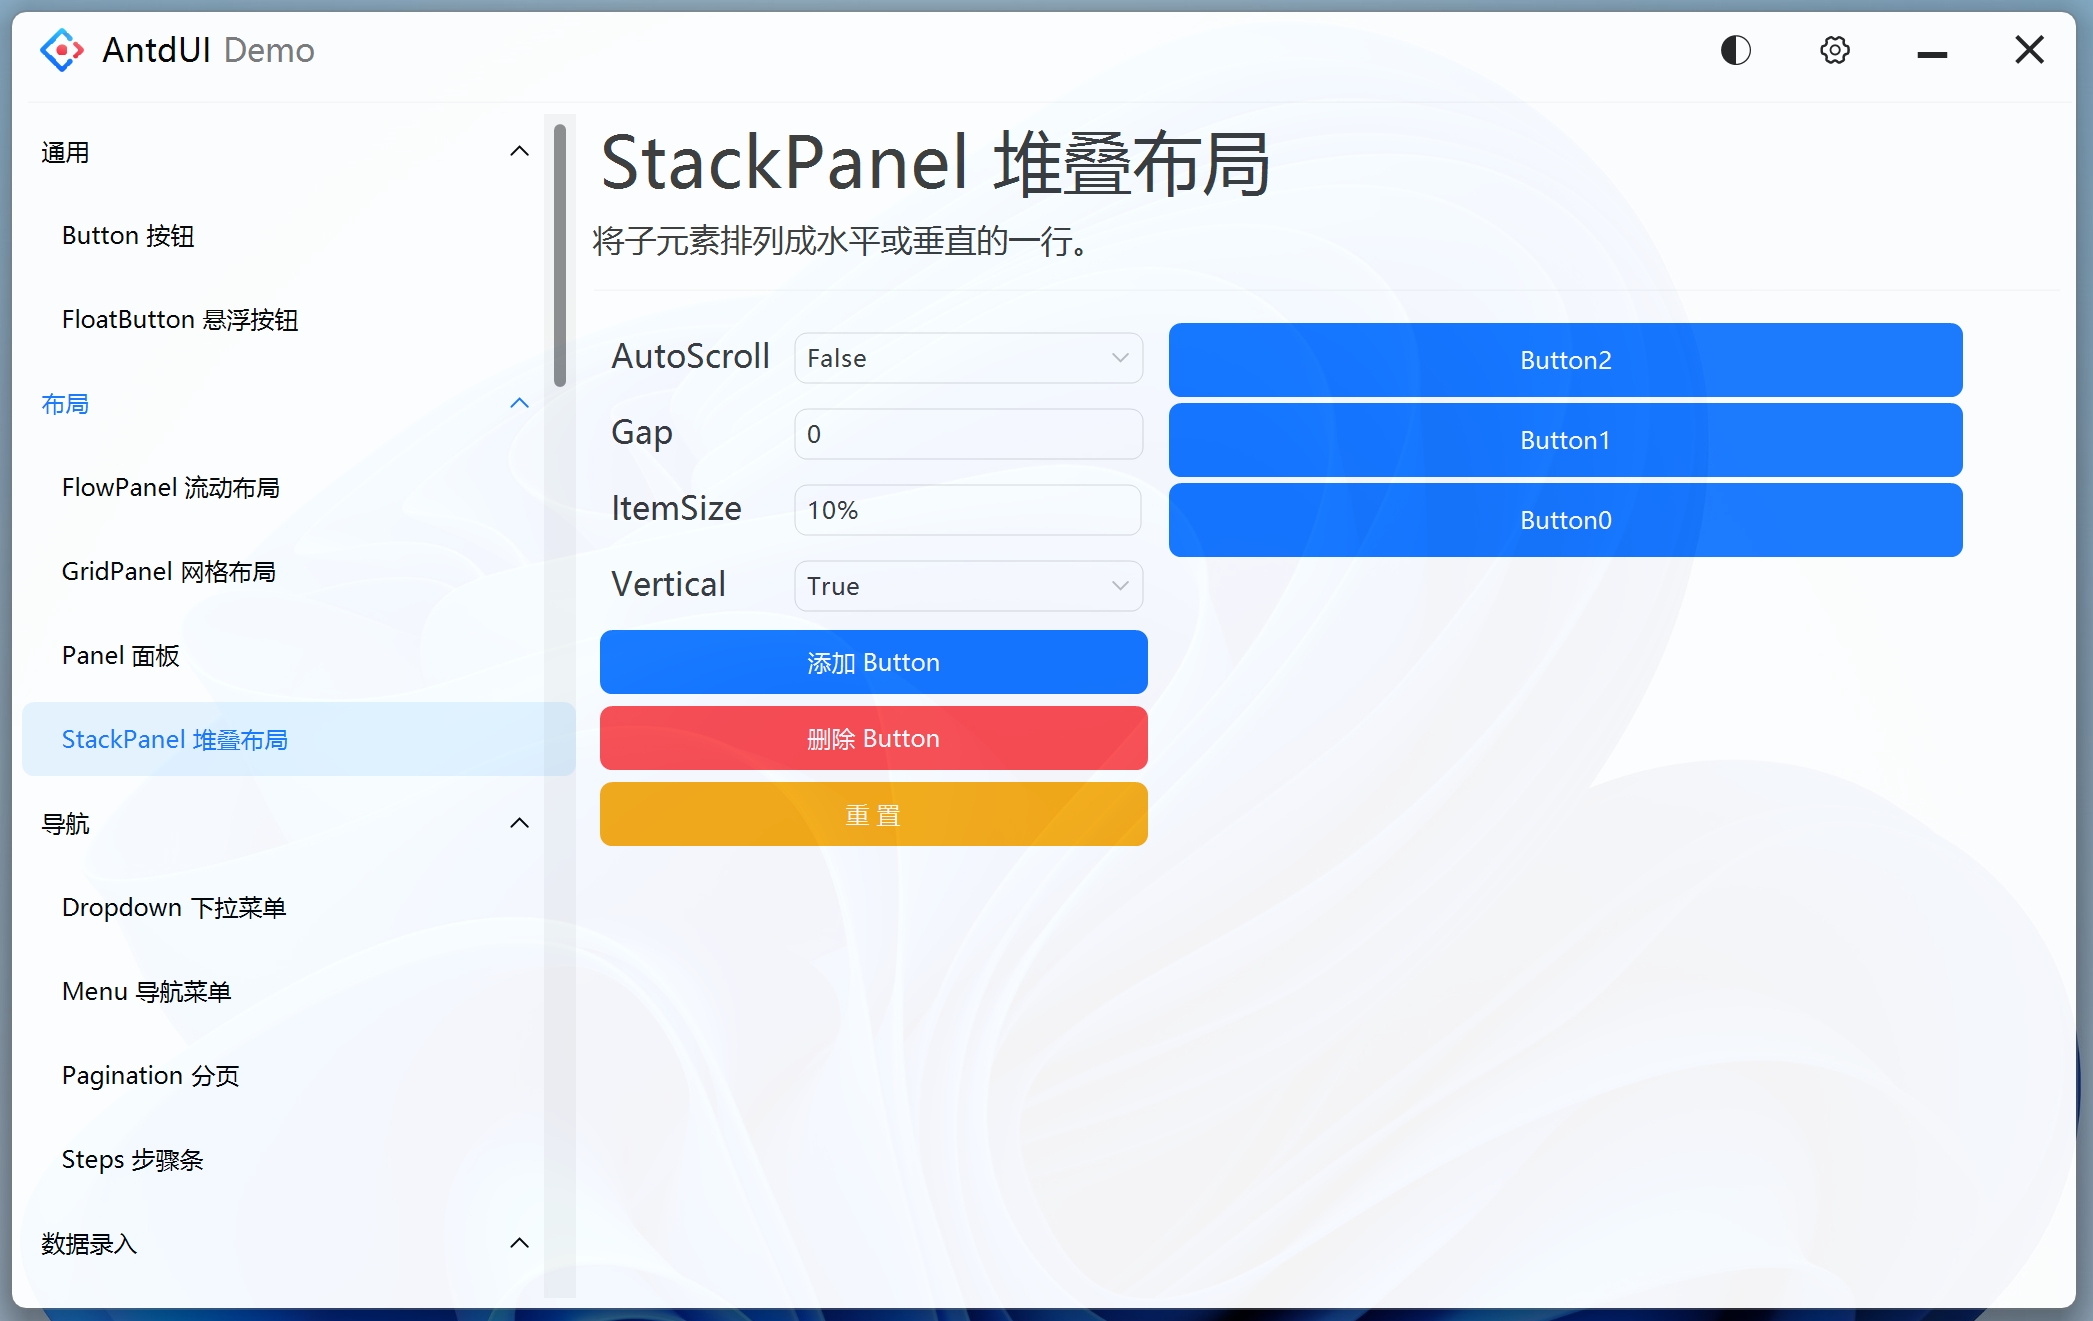 AntdUI Demo
通用
Button 按钮
FloatButton 悬浮按钮
布局
FlowPanel 流动布局
GridPanel 网格布局
Panel 面板
StackPanel 堆叠布局
导航
Dropdown 下拉菜单
Menu 导航菜单
Pagination 分页
Steps 步骤条
数据录入
StackPanel 堆叠布局
将子元素排列成水平或垂直的一行。
AutoScroll False
Gap 0
ItemSize 10%
Vertical True
添加 Button
删除 Button
重置
Button2
Button1
Button0